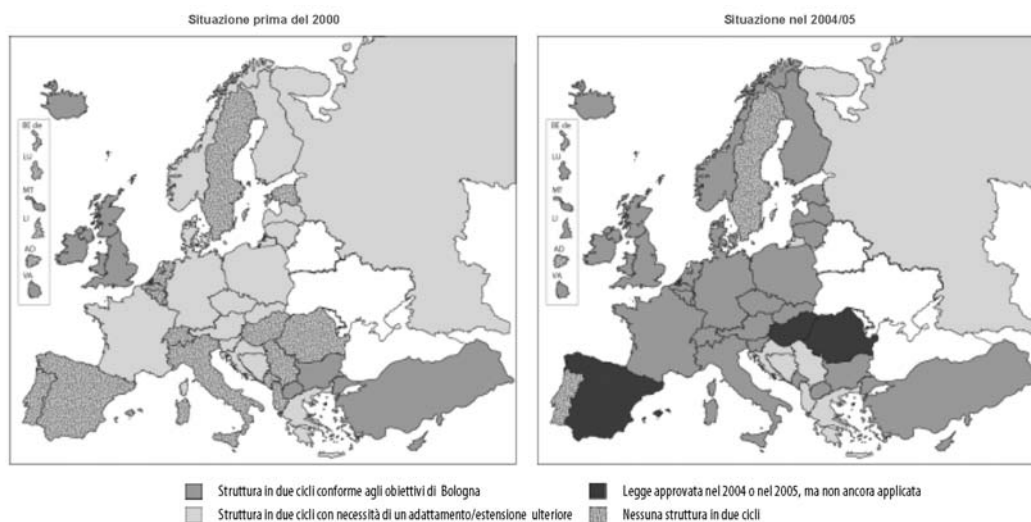 Situazione prima del 2000
Situazione nel 2004/05
BE de
LU
MT
LI
AD
VA
BE de
LU
MT
LI
AD
VA
Struttura in due cicli conforme agli obiettivi di Bologna
Legge approvata nel 2004 o nel 2005, ma non ancora applicata
Struttura in due cicli con necessità di un adattamento/estensione ulteriore
Nessuna struttura in due cicli